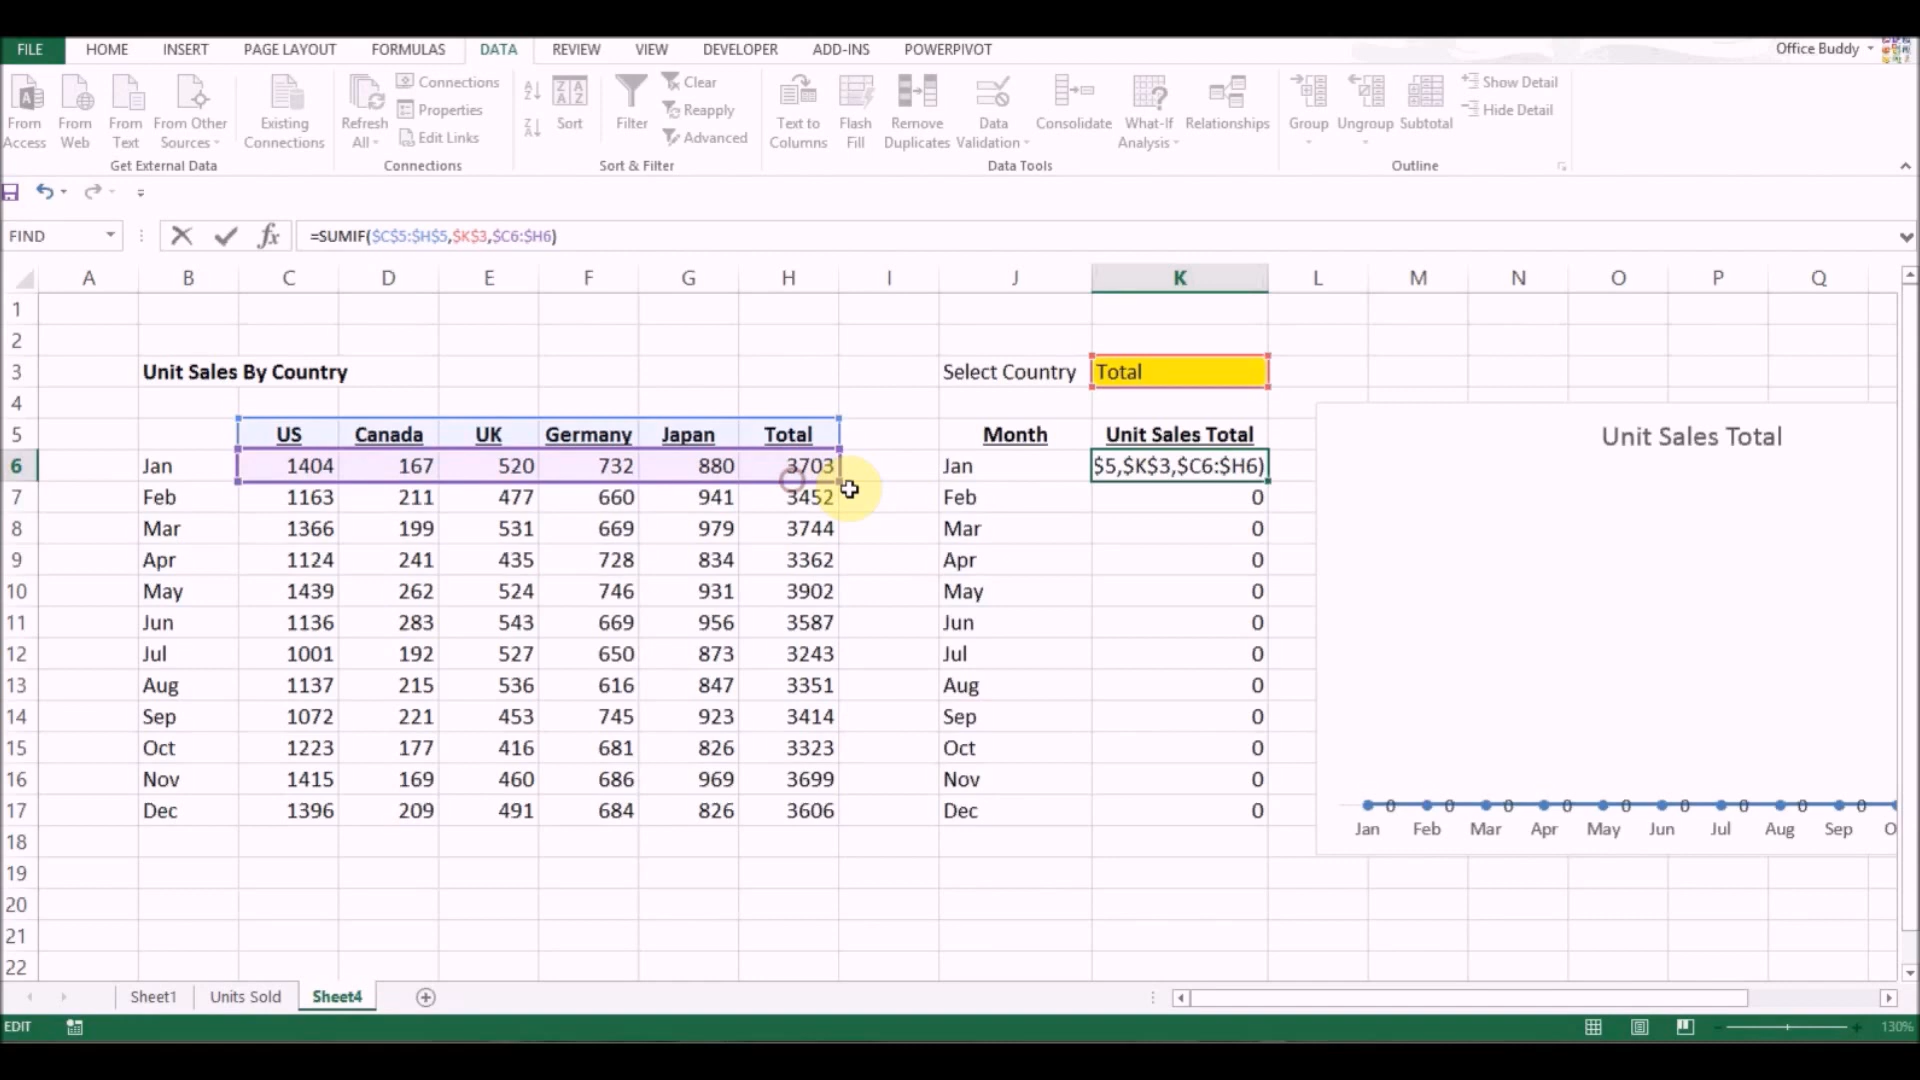 FILE HOME INSERT PAGE LAYOUT FORMULAS DATA REVIEW VIEW DEVELOPER ADD-INS POWERPIVOT Office Buddy
From Access From Web From Text From Other Sources Existing Connections Refresh All Connections Properties Edit Links Sort Filter Clear Reapply Advanced Text to Columns Flash Fill Remove Duplicates Data Validation Consolidate What-If Analysis Relationships Group Ungroup Subtotal Show Detail Hide Detail
Get External Data Connections Sort & Filter Data Tools Outline
FIND fx =SUMIF($C$5:$H$5,$K$3,$C6:$H6)
A B C D E F G H I J K L M N O P Q
1
2
3 Unit Sales By Country Select Country Total
4
5 US Canada UK Germany Japan Total Month Unit Sales Total Unit Sales Total
6 Jan 1404 167 520 732 880 3703 Jan $5,$K$3,$C6:$H6)
7 Feb 1163 211 477 660 941 3452 Feb 0
8 Mar 1366 199 531 669 979 3744 Mar 0
9 Apr 1124 241 435 728 834 3362 Apr 0
10 May 1439 262 524 746 931 3902 May 0
11 Jun 1136 283 543 669 956 3587 Jun 0
12 Jul 1001 192 527 650 873 3243 Jul 0
13 Aug 1137 215 536 616 847 3351 Aug 0
14 Sep 1072 221 453 745 923 3414 Sep 0
15 Oct 1223 177 416 681 826 3323 Oct 0
16 Nov 1415 169 460 686 969 3699 Nov 0
17 Dec 1396 209 491 684 826 3606 Dec 0
0 0 0 0 0 0 0 0 0
Jan Feb Mar Apr May Jun Jul Aug Sep O
18
19
20
21
22
Sheet1 Units Sold Sheet4
EDIT 130%